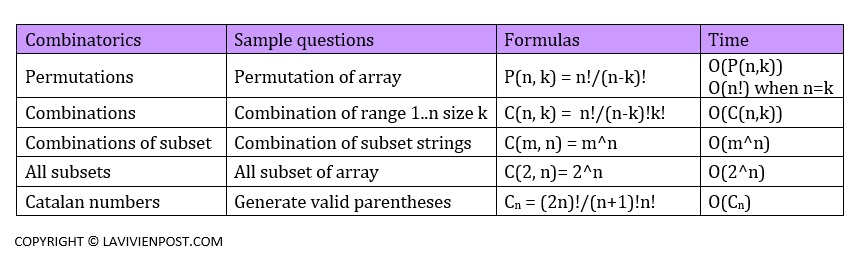 Combinatorics Sample questions Formulas Time
Permutations Permutation of array P(n, k) = n!/(n-k)! O(P(n,k))
O(n!) when n=k
Combinations Combination of range 1..n size k C(n, k) =  n!/(n-k)!k! O(C(n,k))
Combinations of subset Combination of subset strings C(m, n) = m^n O(m^n)
All subsets All subset of array C(2, n)= 2^n O(2^n)
Catalan numbers Generate valid parentheses Cₙ = (2n)!/(n+1)!n! O(Cₙ)
COPYRIGHT © LAVIVIENPOST.COM